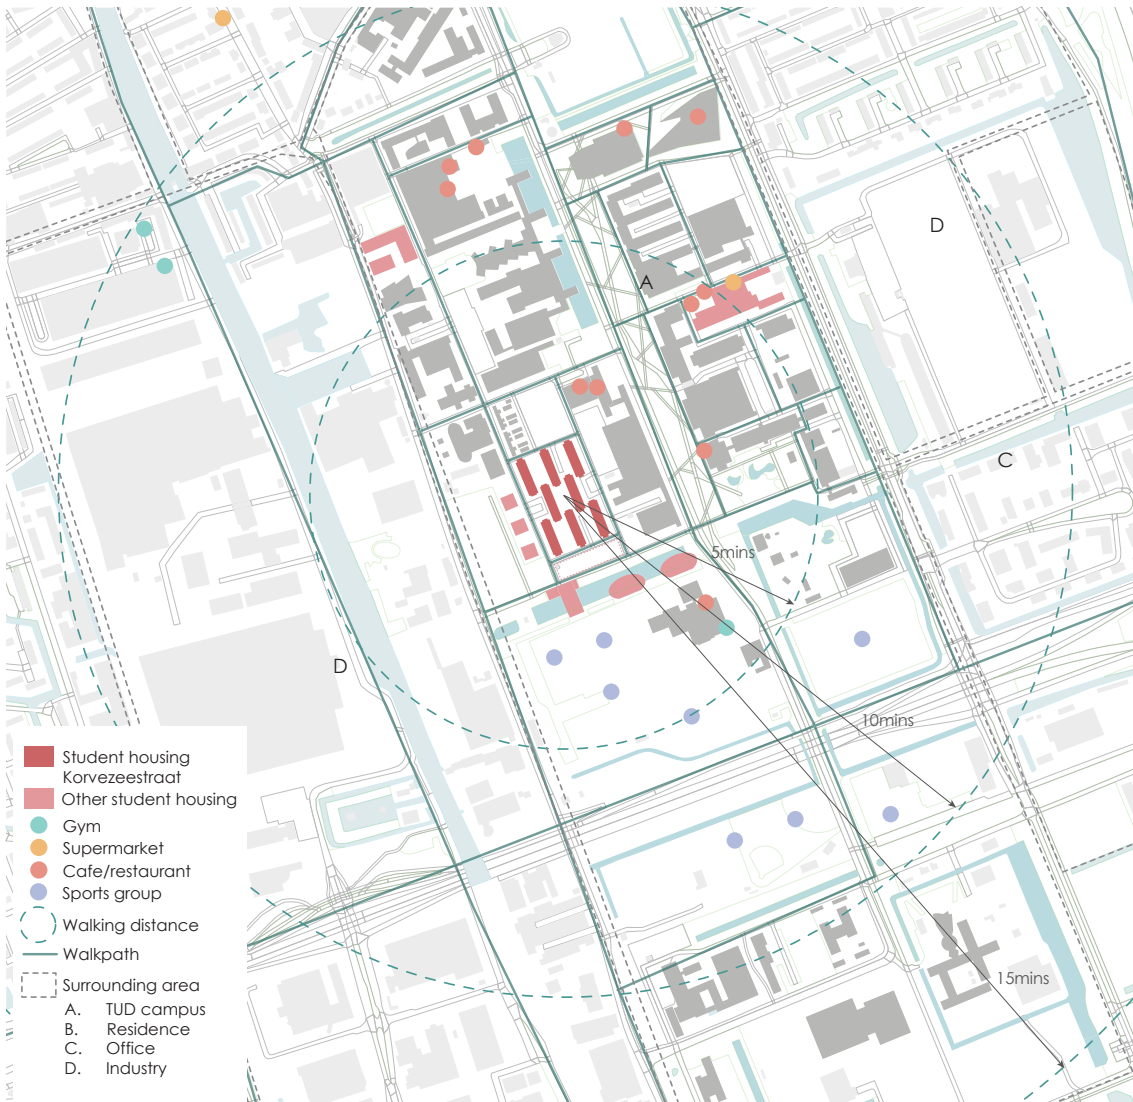 D
A
C
5mins
D
10mins
15mins
Student housing
Korvezeestraat
Other student housing
Gym
Supermarket
Cafe/restaurant
Sports group
Walking distance
Walkpath
Surrounding area
A. TUD campus
B. Residence
C. Office
D. Industry